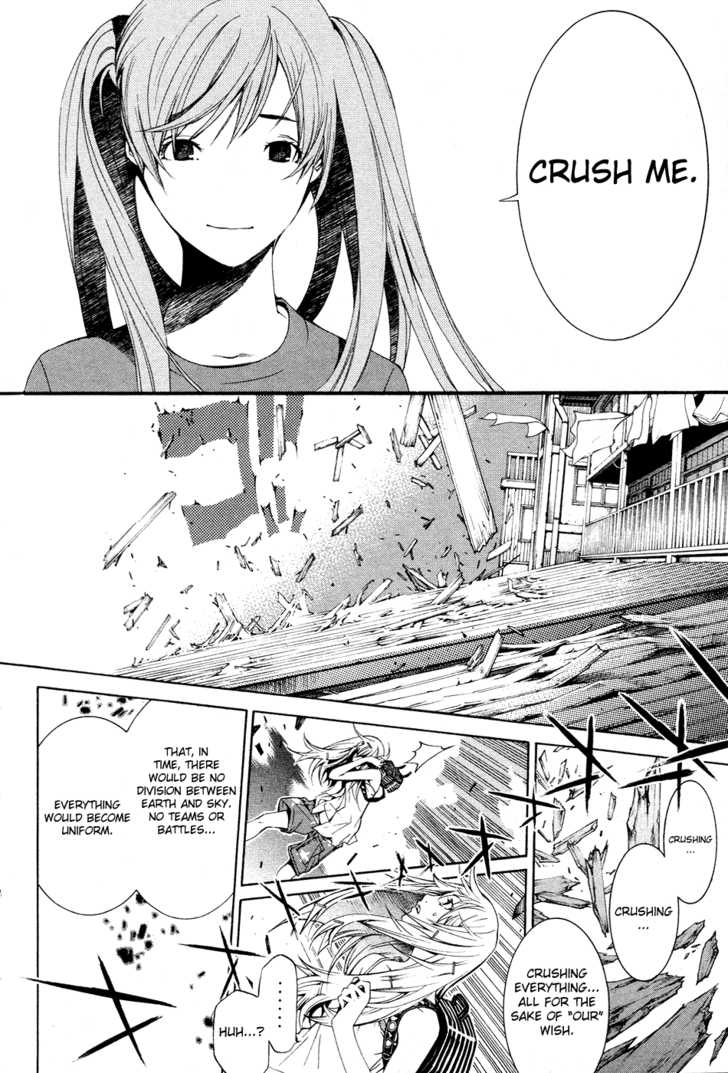 CRUSH ME.
ゴ!!
CRUSHING
...
CRUSHING
...
CRUSHING
EVERYTHING...
ALL FOR THE
SAKE OF "OUR"
WISH.
......
HUH...?
THAT, IN
TIME, THERE
WOULD BE NO
DIVISION BETWEEN
EARTH AND SKY.
NO TEAMS OR
BATTLES...
EVERYTHING
WOULD BECOME
UNIFORM.